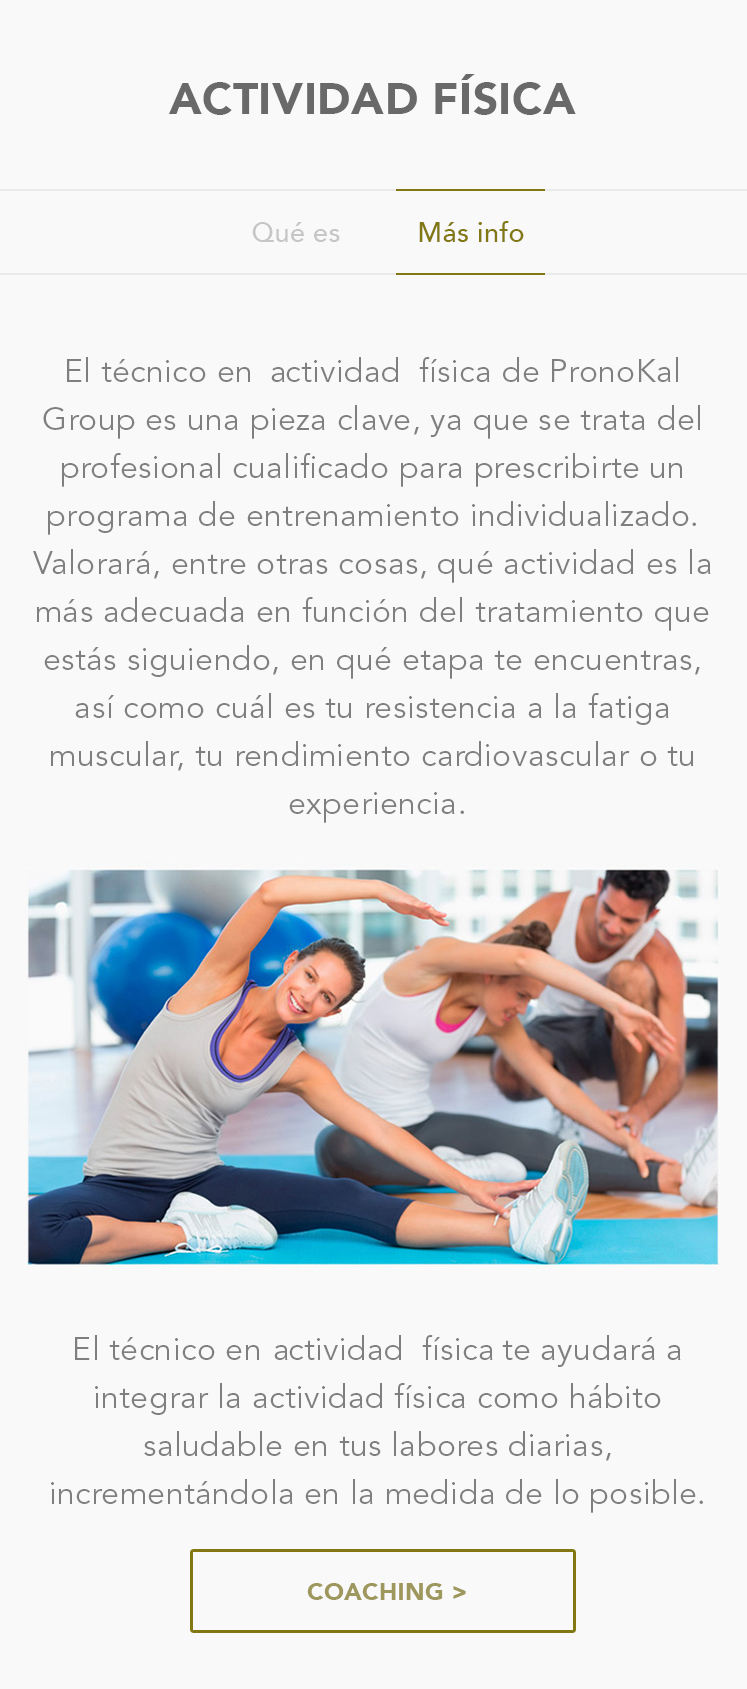 ACTIVIDAD FÍSICA
Qué es
Más info
El técnico en actividad física de PronoKal
Group es una pieza clave, ya que se trata del
profesional cualificado para prescribirte un
programa de entrenamiento individualizado.
Valorará, entre otras cosas, qué actividad es la
más adecuada en función del tratamiento que
estás siguiendo, en qué etapa te encuentras,
así como cuál es tu resistencia a la fatiga
muscular, tu rendimiento cardiovascular o tu
experiencia.
El técnico en actividad física te ayudará a
integrar la actividad física como hábito
saludable en tus labores diarias,
incrementándola en la medida de lo posible.
COACHING >